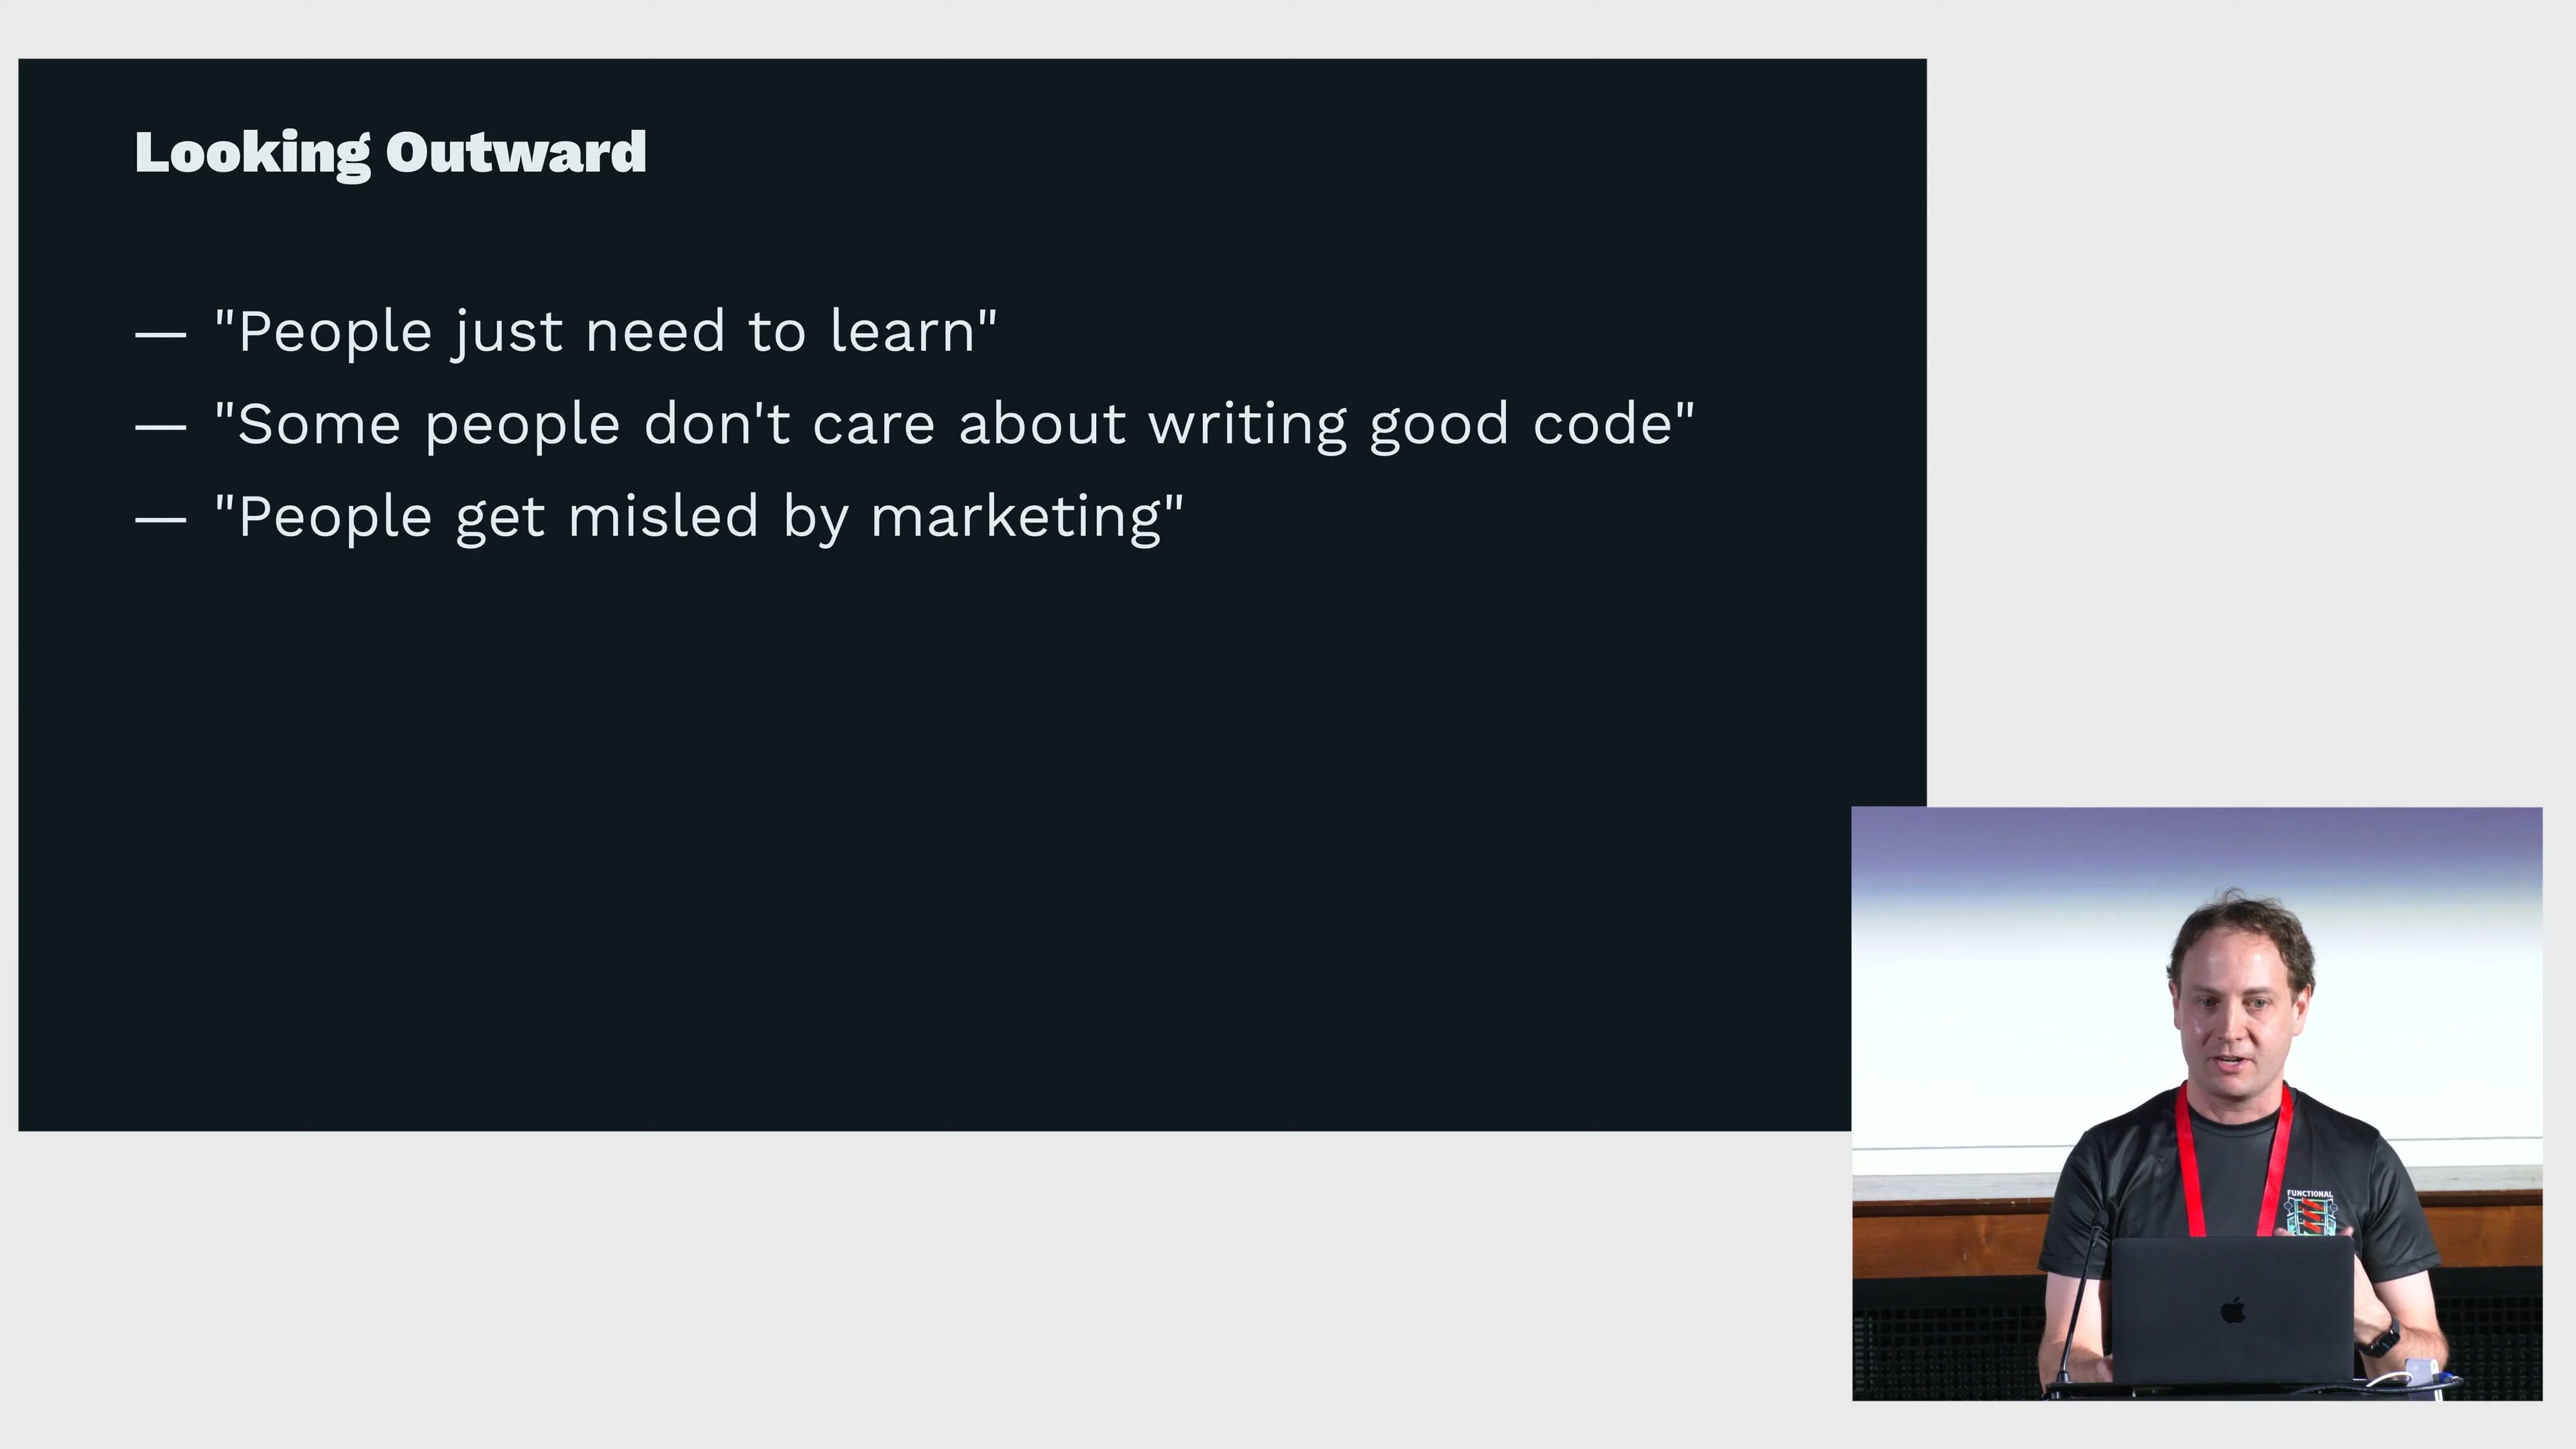 Looking Outward
— "People just need to learn"
— "Some people don't care about writing good code"
— "People get misled by marketing"
FUNCTIONAL